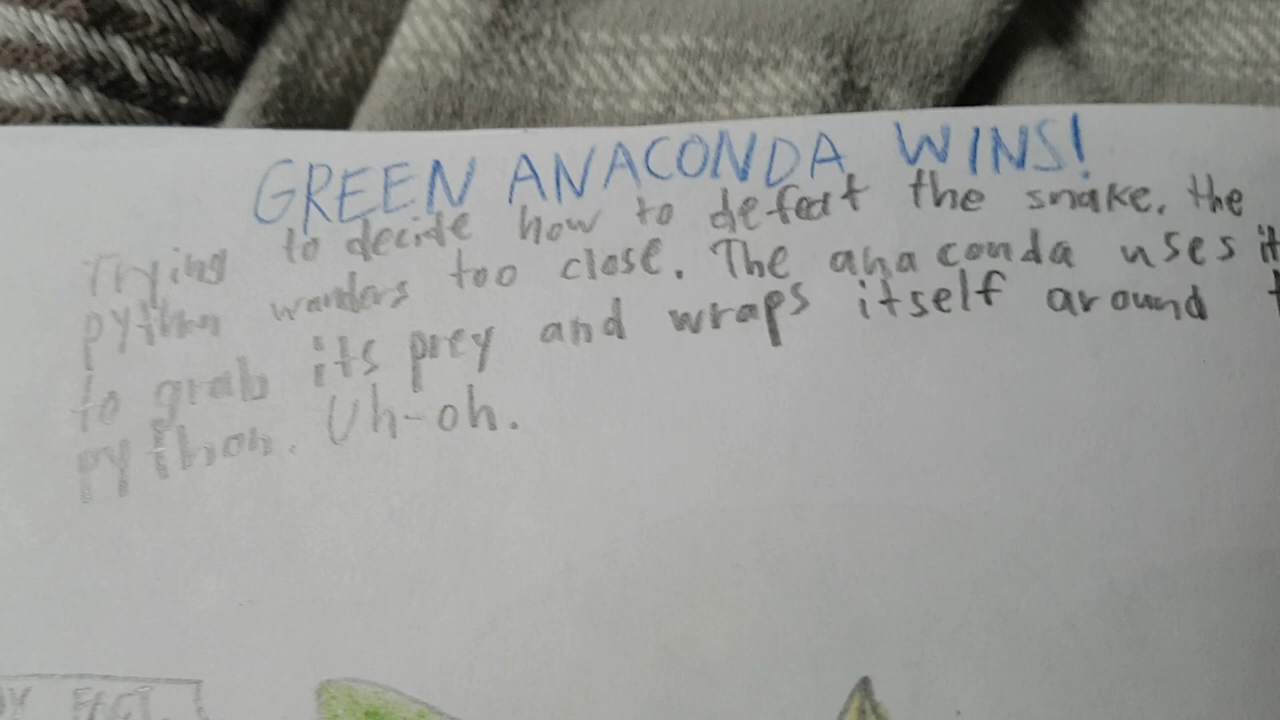 GREEN ANACONDA WINS!
Trying to decide how to defeat the snake, the
python wanders too close. The anaconda uses it
to grab its prey and wraps itself around t
python. Uh-oh.
FACT